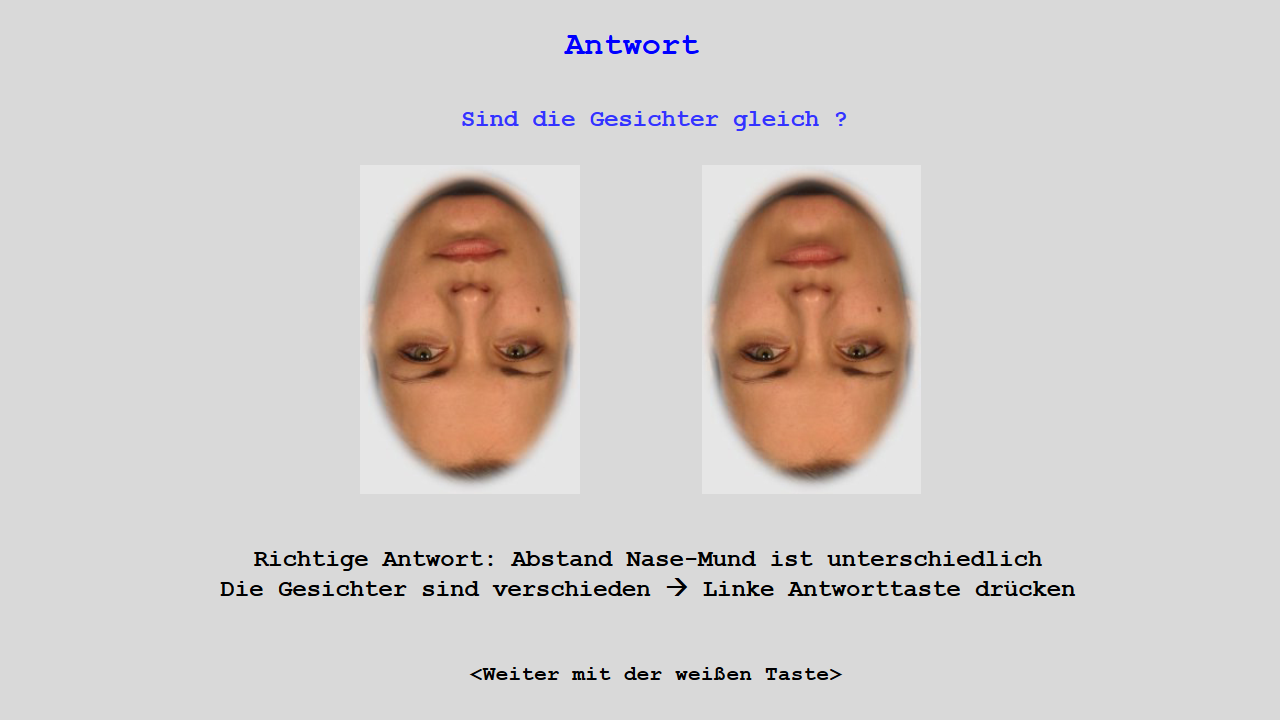 Antwort
Sind die Gesichter gleich ?
Richtige Antwort: Abstand Nase-Mund ist unterschiedlich
Die Gesichter sind verschieden → Linke Antworttaste drücken
<Weiter mit der weißen Taste>